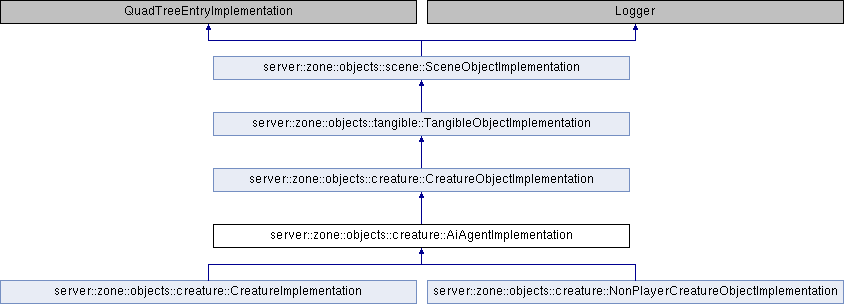 QuadTreeEntryImplementation
Logger
server::zone::objects::scene::SceneObjectImplementation
server::zone::objects::tangible::TangibleObjectImplementation
server::zone::objects::creature::CreatureObjectImplementation
server::zone::objects::creature::AiAgentImplementation
server::zone::objects::creature::CreatureImplementation
server::zone::objects::creature::NonPlayerCreatureObjectImplementation